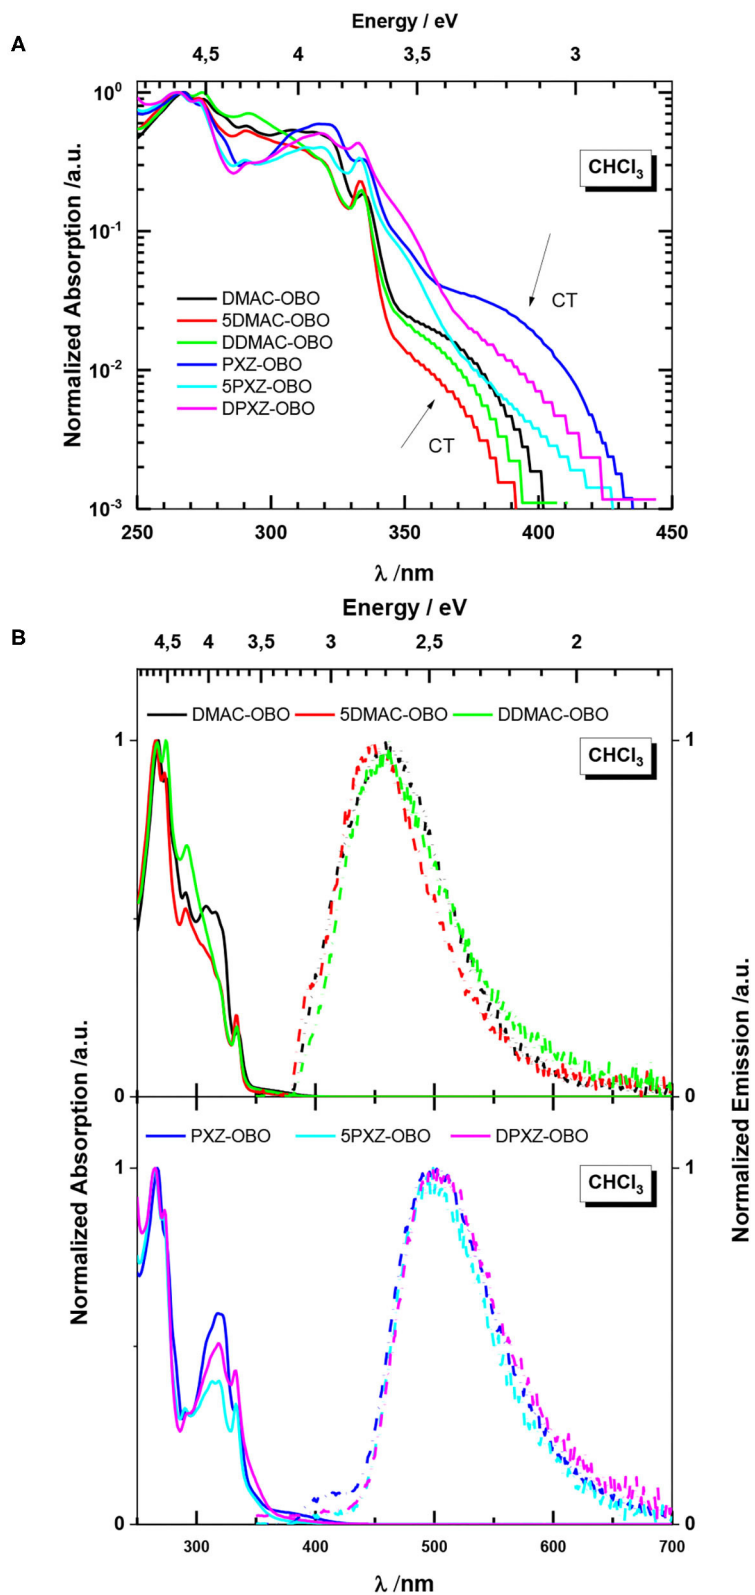 A
Energy / eV
4,5 4 3,5 3
10⁰
10⁻¹
10⁻²
10⁻³
Normalized Absorption /a.u.
CHCl₃
DMAC-OBO
5DMAC-OBO
DDMAC-OBO
PXZ-OBO
5PXZ-OBO
DPXZ-OBO
CT
CT
250 300 350 400 450
λ /nm
B
Energy / eV
4,5 4 3,5 3 2,5 2
DMAC-OBO 5DMAC-OBO DDMAC-OBO
CHCl₃
1 1
0 0
PXZ-OBO 5PXZ-OBO DPXZ-OBO
CHCl₃
1 1
0 0
Normalized Absorption /a.u.
Normalized Emission /a.u.
300 400 500 600 700
λ /nm